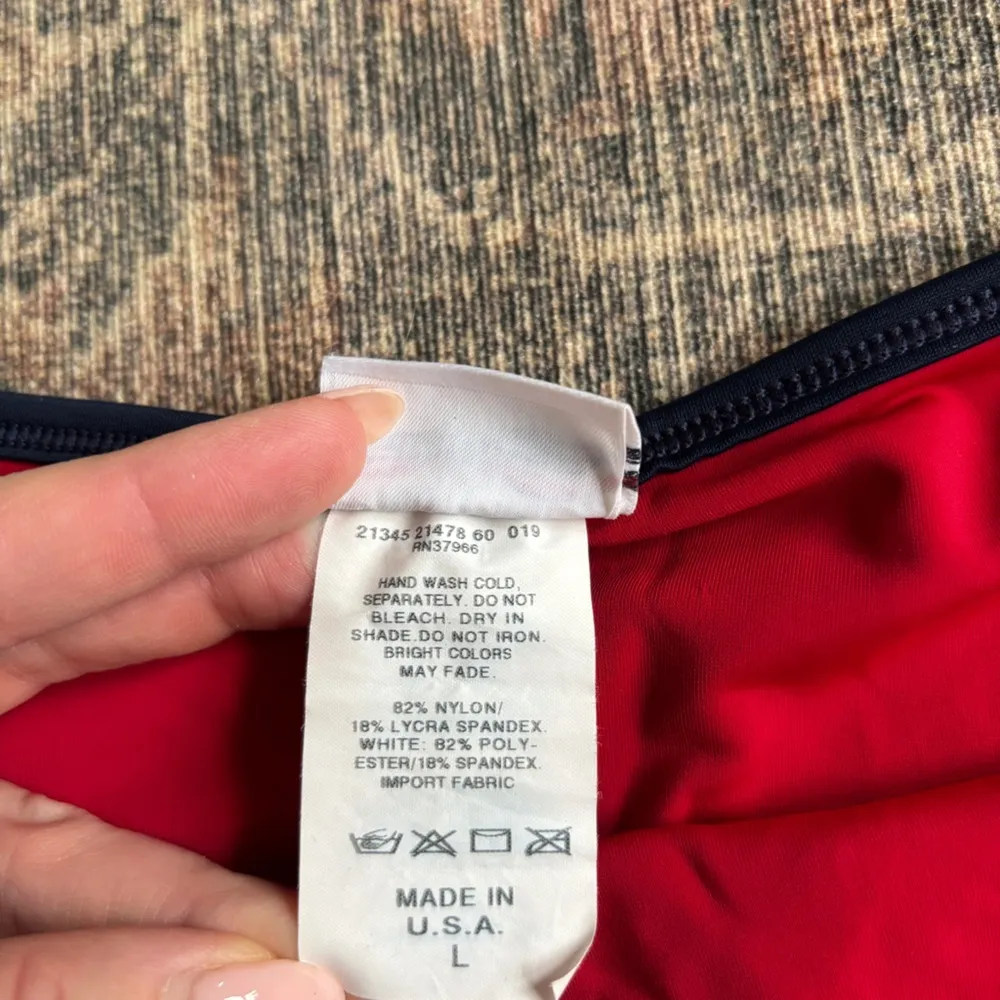 21345 21478 60 019
RN37966
HAND WASH COLD,
SEPARATELY. DO NOT
BLEACH. DRY IN
SHADE.DO NOT IRON.
BRIGHT COLORS
MAY FADE.
82% NYLON/
18% LYCRA SPANDEX.
WHITE: 82% POLY-
ESTER/18% SPANDEX.
IMPORT FABRIC
MADE IN
U.S.A.
L